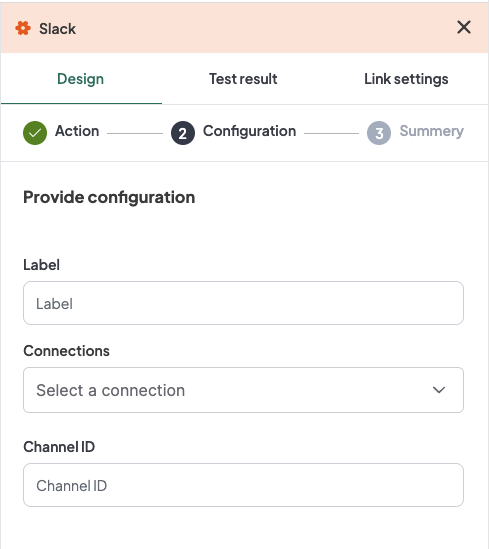 Slack
Design Test result Link settings
Action 2 Configuration 3 Summery
Provide configuration
Label
Label
Connections
Select a connection
Channel ID
Channel ID